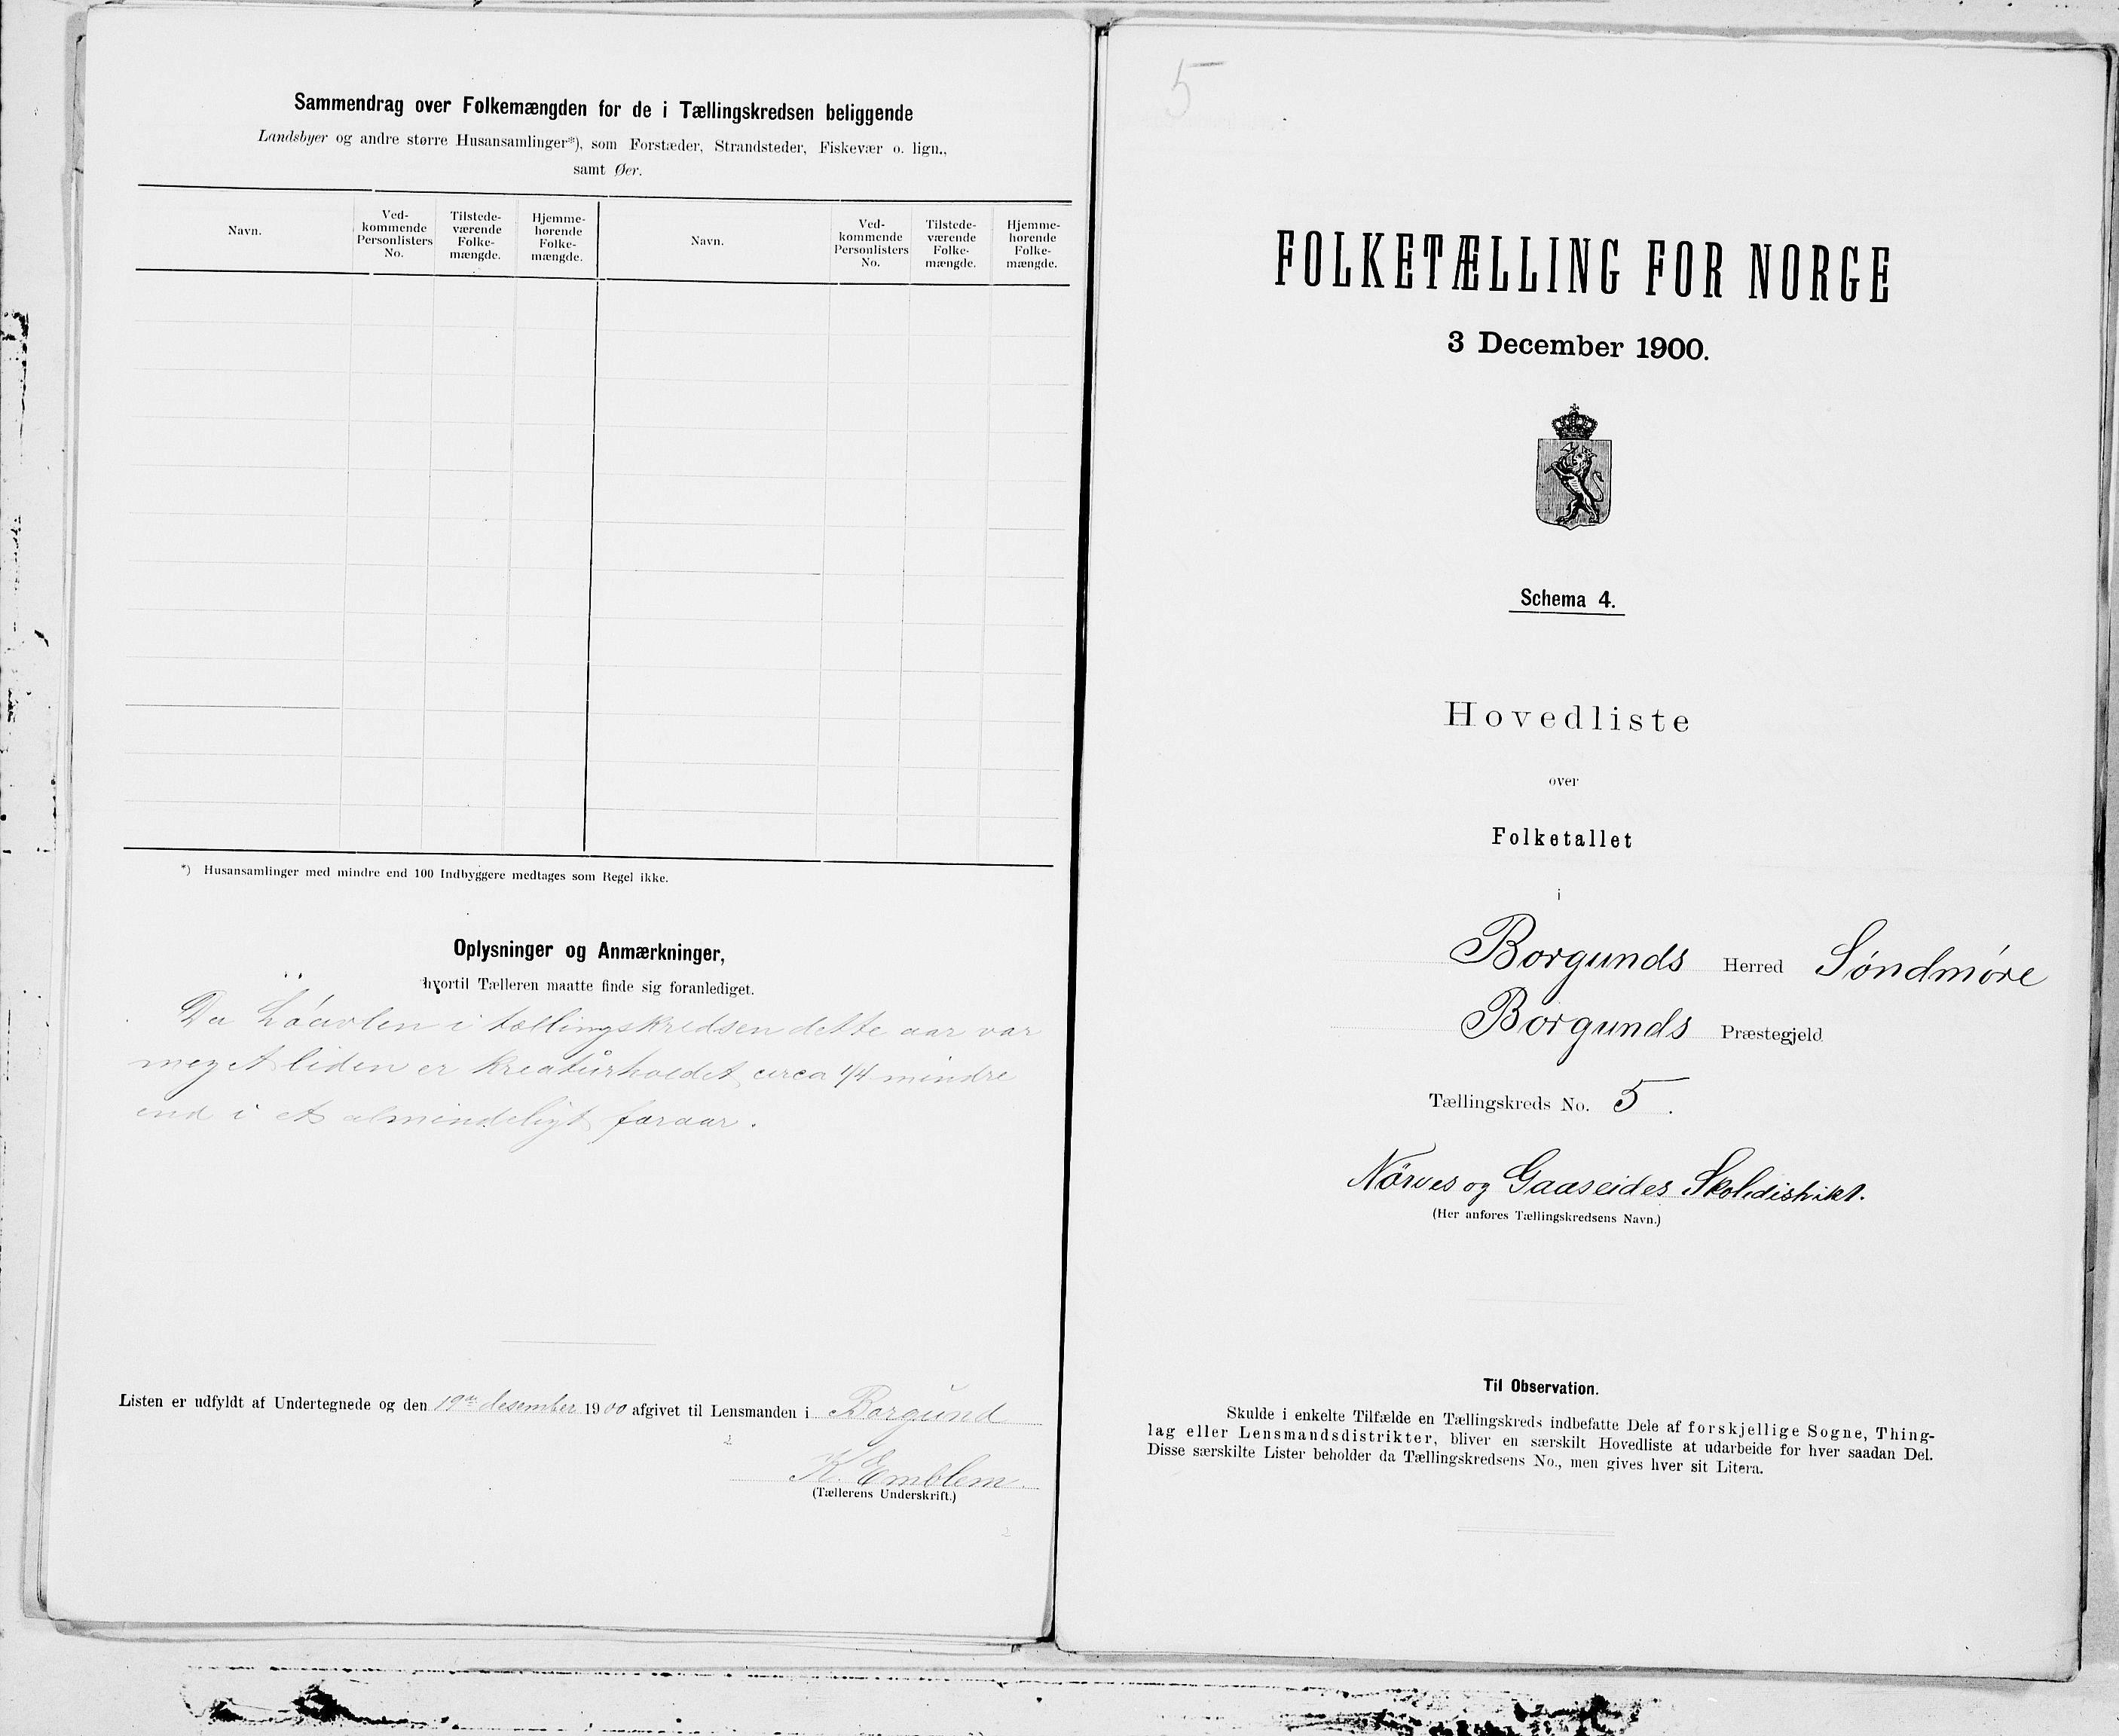 Sammendrag over Folkemængden for de i Tællingskredsen beliggende
Landsbyer og andre større Husansamlinger*), som Forstæder, Strandsteder, Fiskevær o. lign.,
samt Øer.
Navn.
Ved-
kommende
Personlisters
No.
Tilstede-
værende
Folke-
mængde.
Hjemme-
hørende
Folke-
mængde.
Navn.
Ved-
kommende
Personlisters
No.
Tilstede-
værende
Folke-
mængde.
Hjemme-
hørende
Folke-
mængde.
*) Husansamlinger med mindre end 100 Indbyggere medtages som Regel ikke.
Oplysninger og Anmærkninger,
hvortil Tælleren maatte finde sig foranlediget.
Da høavlen i tællingskredsen dette aar var
meget liden er kreaturholdet circa 1/4 mindre
end i et almindeligt foraar.
Listen er udfyldt af Undertegnede og den 19de desember 1900 afgivet til Lensmanden i Borgund
K. Emblem.
(Tællerens Underskrift.)
5
FOLKETÆLLING FOR NORGE
3 December 1900.
Schema 4.
Hovedliste
over
Folketallet
i
Borgunds Herred Søndmøre
Borgunds Præstegjeld
Tællingskreds No. 5.
Nørves og Gaaseides Skoledistrikt.
(Her anføres Tællingskredsens Navn.)
Til Observation.
Skulde i enkelte Tilfælde en Tællingskreds indbefatte Dele af forskjellige Sogne, Thing-
lag eller Lensmandsdistrikter, bliver en særskilt Hovedliste at udarbeide for hver saadan Del.
Disse særskilte Lister beholder da Tællingskredsens No., men gives hver sit Litera.